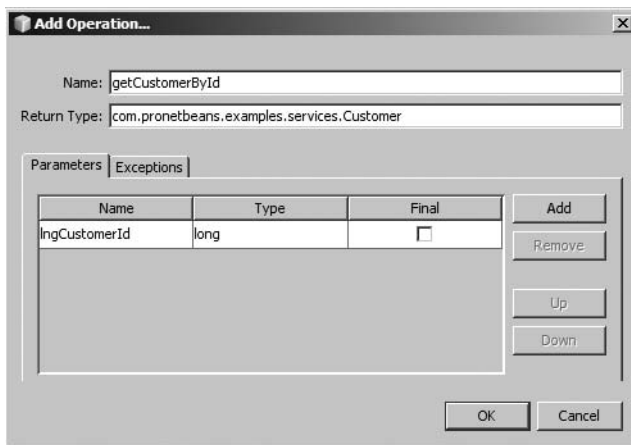 Add Operation...
Name: getCustomerById
Return Type: com.pronetbeans.examples.services.Customer
Parameters Exceptions
Name Type Final Add
lngCustomerId long Remove
Up
Down
OK Cancel